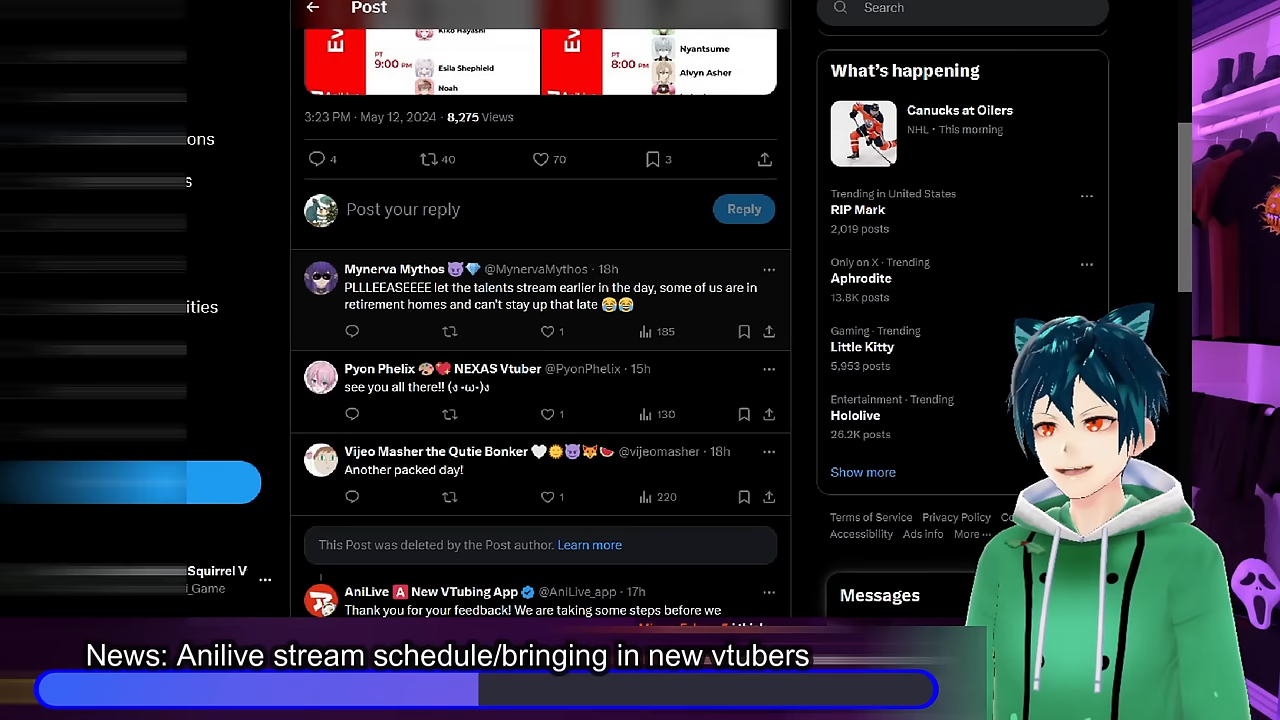 Post
Search
Ev
Kiko Hayashi
PT
9:00 PM
Esila Shephield
Noah
Ev
Nyantsume
PT
8:00 PM
Alvyn Asher
3:23 PM · May 12, 2024 · 8,275 Views
4
40
70
3
Post your reply
Reply
Mynerva Mythos 😈💎 @MynervaMythos · 18h
PLLLEEASEEEE let the talents stream earlier in the day, some of us are in
retirement homes and can't stay up that late 😂😂
1
185
Pyon Phelix @PyonPhelix · 15h
NEXAS Vtuber
see you all there!! (ง -ω-)ง
1
130
Vijeo Masher the Qutie Bonker 🤍🌞😈🦊🍉 @vijeomasher · 18h
Another packed day!
1
220
This Post was deleted by the Post author. Learn more
AniLive 🅰 New VTubing App @AniLive_app · 17h
Thank you for your feedback! We are taking some steps before we
What's happening
Canucks at Oilers
NHL · This morning
Trending in United States
RIP Mark
2,019 posts
Only on X · Trending
Aphrodite
13.8K posts
Gaming · Trending
Little Kitty
5,953 posts
Entertainment · Trending
Hololive
26.2K posts
Show more
Terms of Service Privacy Policy Co
Accessibility Ads info More ···
Messages
ons
s
ities
Squirrel V
i_Game
News: Anilive stream schedule/bringing in new vtubers